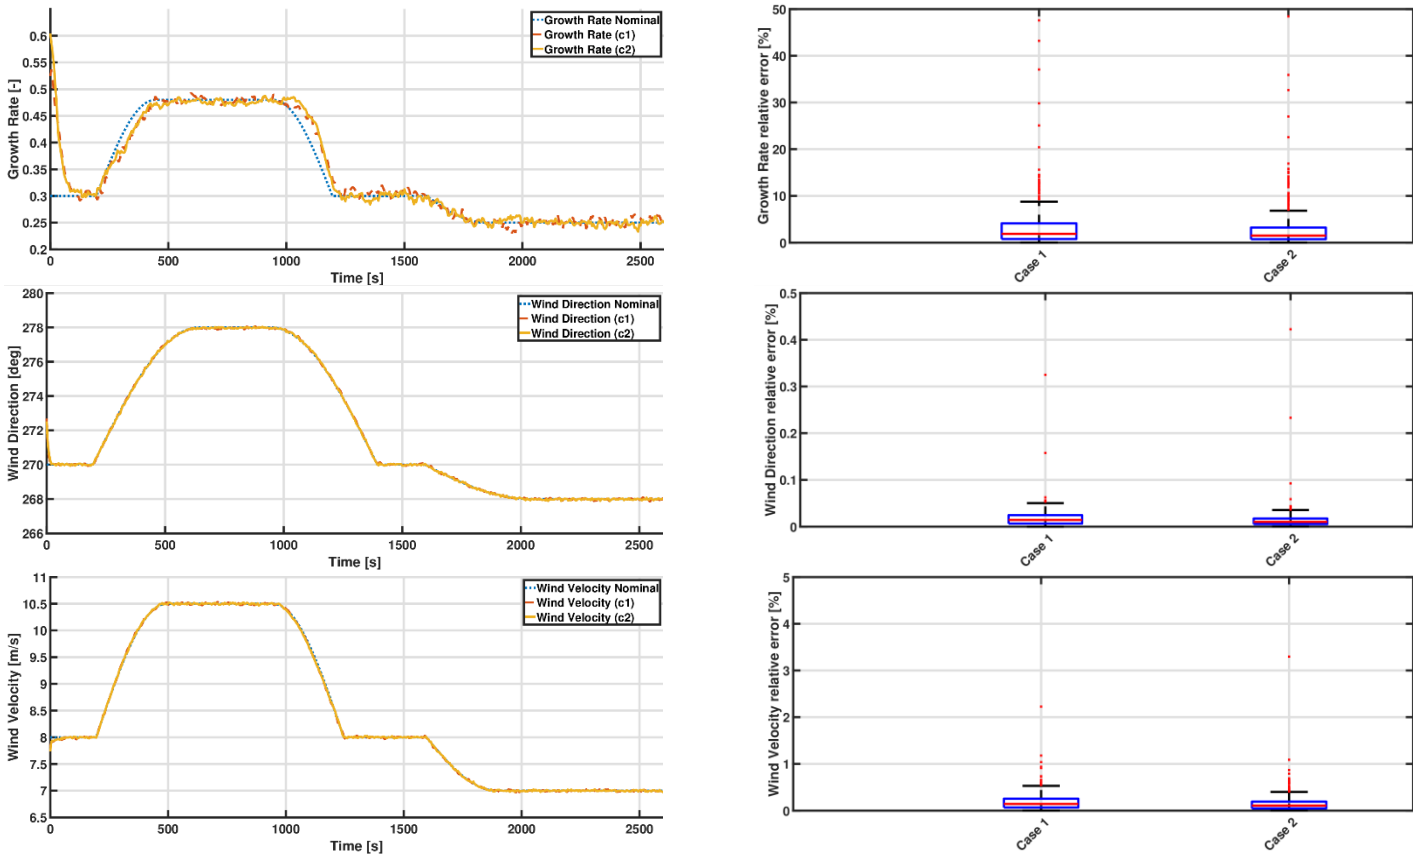 Growth Rate [-]
0.6
0.55
0.5
0.45
0.4
0.35
0.3
0.25
0.2
0
500
1000
1500
2000
2500
Time [s]
Growth Rate Nominal
Growth Rate (c1)
Growth Rate (c2)
Growth Rate relative error [%]
50
40
30
20
10
0
Case 1
Case 2
Wind Direction [deg]
280
278
276
274
272
270
268
266
0
500
1000
1500
2000
2500
Time [s]
Wind Direction Nominal
Wind Direction (c1)
Wind Direction (c2)
Wind Direction relative error [%]
0.5
0.4
0.3
0.2
0.1
0
Case 1
Case 2
Wind Velocity [m/s]
11
10.5
10
9.5
9
8.5
8
7.5
7
6.5
0
500
1000
1500
2000
2500
Time [s]
Wind Velocity Nominal
Wind Velocity (c1)
Wind Velocity (c2)
Wind Velocity relative error [%]
5
4
3
2
1
0
Case 1
Case 2